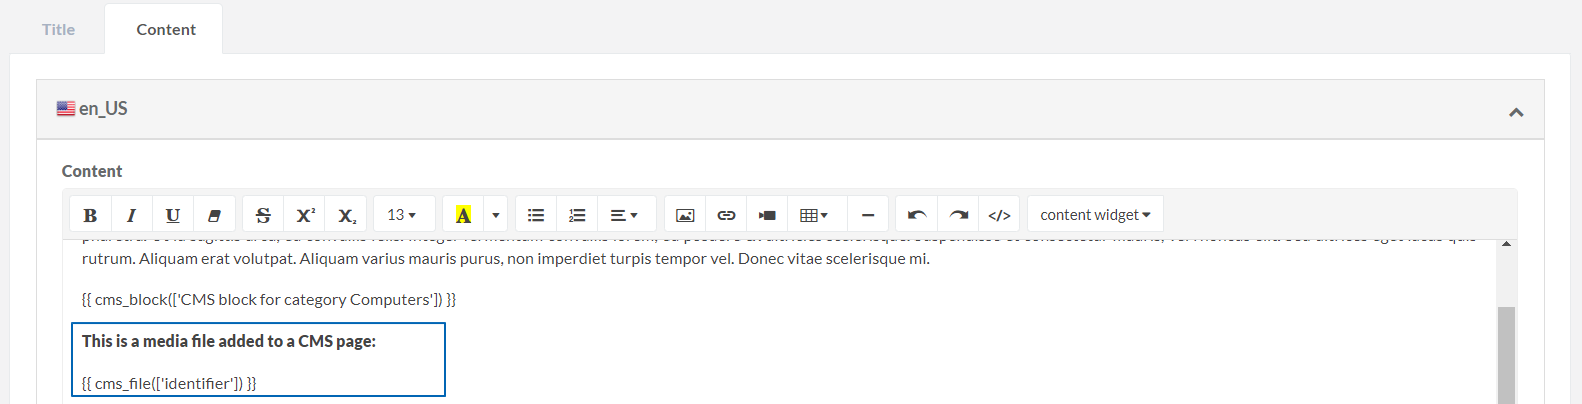 Title
Content
en_US
Content
B I U S X² X₂ 13 A </> content widget
rutrum. Aliquam erat volutpat. Aliquam varius mauris purus, non imperdiet turpis tempor vel. Donec vitae scelerisque mi.
{{ cms_block(['CMS block for category Computers']) }}
This is a media file added to a CMS page:
{{ cms_file(['identifier']) }}